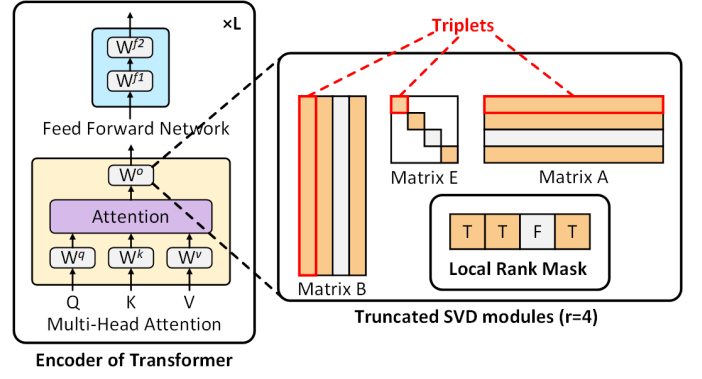 ×L
W^f2
W^f1
Feed Forward Network
W^o
Attention
W^q W^k W^v
Q K V
Multi-Head Attention
Encoder of Transformer
Triplets
Matrix B
Matrix E
Matrix A
T T F T
Local Rank Mask
Truncated SVD modules (r=4)